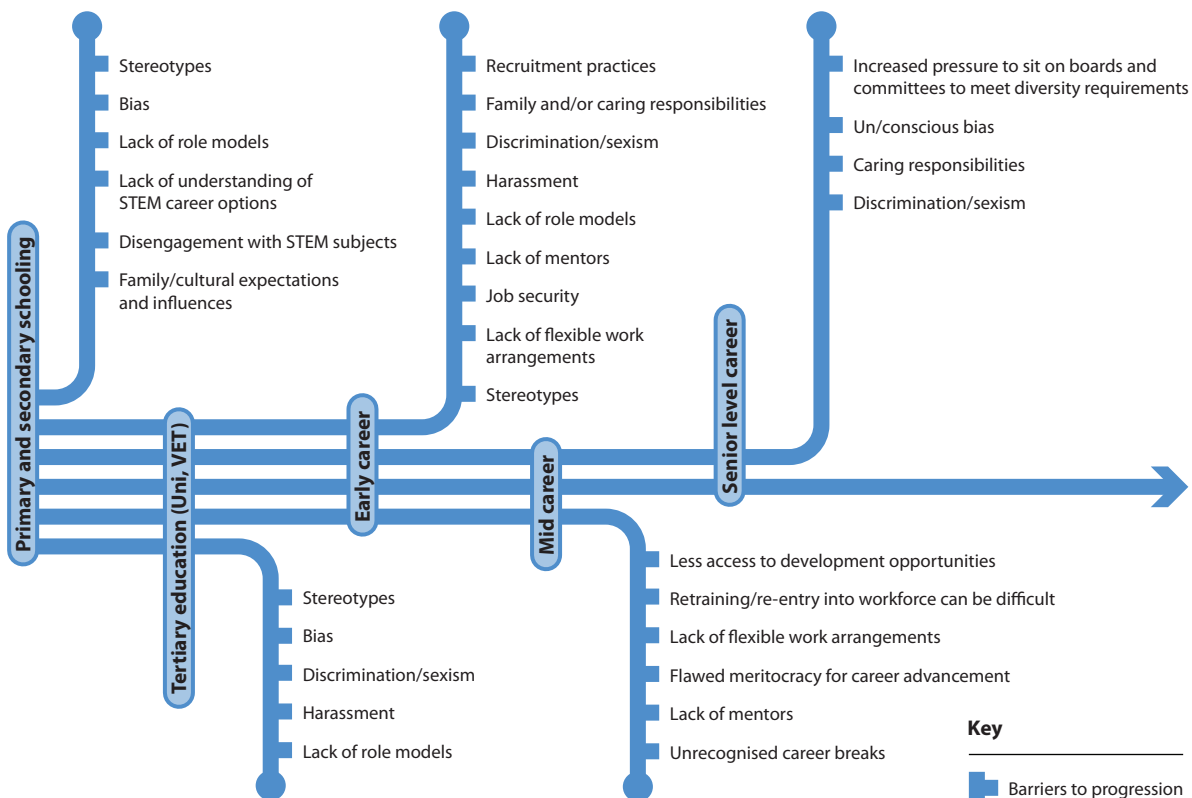 Stereotypes
Bias
Lack of role models
Lack of understanding of
STEM career options
Disengagement with STEM subjects
Family/cultural expectations
and influences
Recruitment practices
Family and/or caring responsibilities
Discrimination/sexism
Harassment
Lack of role models
Lack of mentors
Job security
Lack of flexible work
arrangements
Stereotypes
Increased pressure to sit on boards and
committees to meet diversity requirements
Un/conscious bias
Caring responsibilities
Discrimination/sexism
Primary and secondary schooling
Tertiary education (Uni, VET)
Early career
Mid career
Senior level career
Stereotypes
Bias
Discrimination/sexism
Harassment
Lack of role models
Less access to development opportunities
Retraining/re-entry into workforce can be difficult
Lack of flexible work arrangements
Flawed meritocracy for career advancement
Lack of mentors
Unrecognised career breaks
Key
Barriers to progression